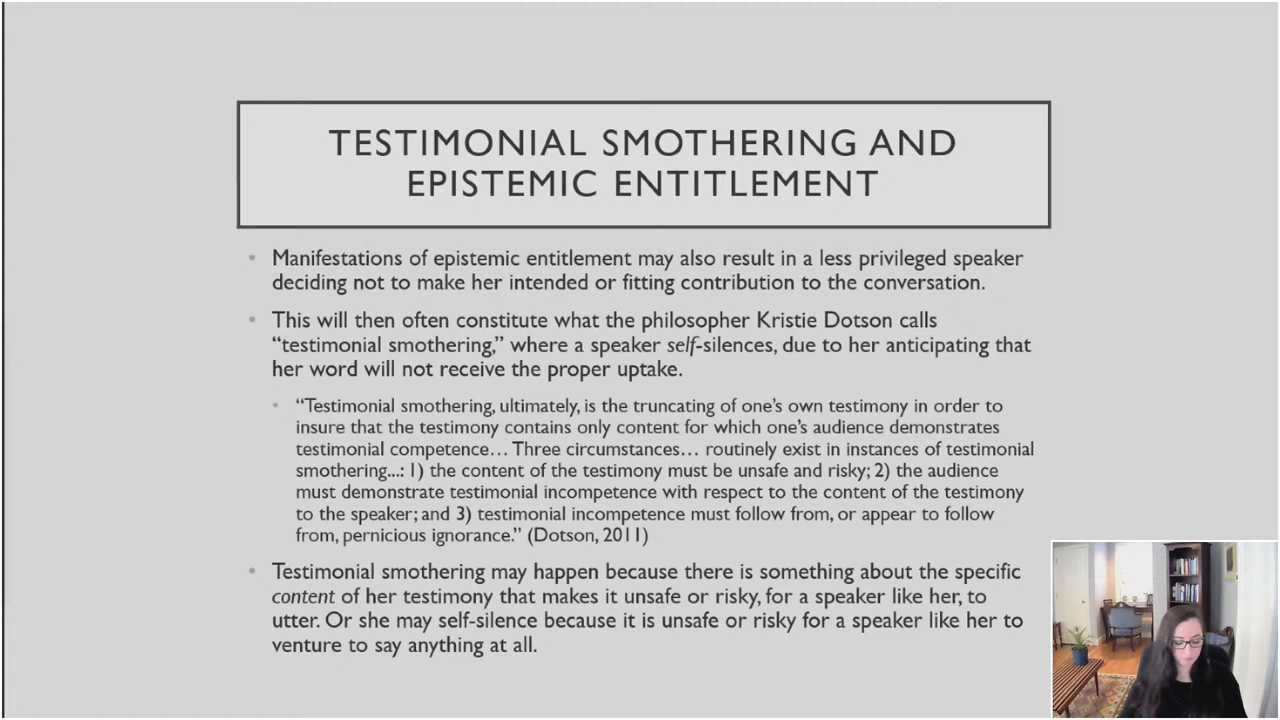 TESTIMONIAL SMOTHERING AND
EPISTEMIC ENTITLEMENT
• Manifestations of epistemic entitlement may also result in a less privileged speaker
deciding not to make her intended or fitting contribution to the conversation.
• This will then often constitute what the philosopher Kristie Dotson calls
“testimonial smothering,” where a speaker self-silences, due to her anticipating that
her word will not receive the proper uptake.
• “Testimonial smothering, ultimately, is the truncating of one’s own testimony in order to
insure that the testimony contains only content for which one’s audience demonstrates
testimonial competence… Three circumstances… routinely exist in instances of testimonial
smothering...: 1) the content of the testimony must be unsafe and risky; 2) the audience
must demonstrate testimonial incompetence with respect to the content of the testimony
to the speaker; and 3) testimonial incompetence must follow from, or appear to follow
from, pernicious ignorance.” (Dotson, 2011)
• Testimonial smothering may happen because there is something about the specific
content of her testimony that makes it unsafe or risky, for a speaker like her, to
utter. Or she may self-silence because it is unsafe or risky for a speaker like her to
venture to say anything at all.